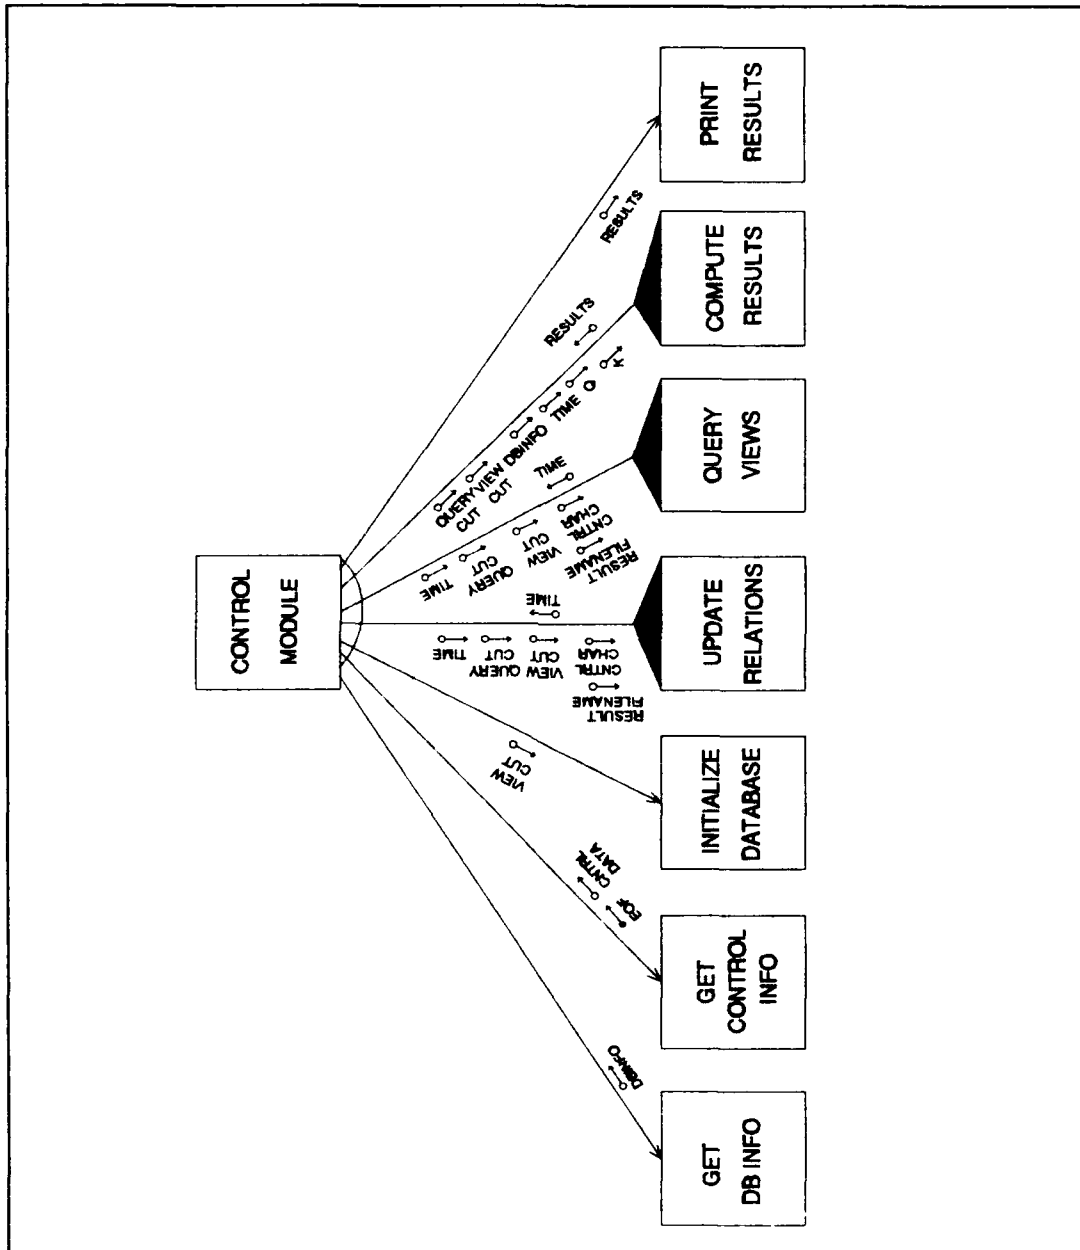 CONTROL
MODULE
GET
DB INFO
GET
CONTROL
INFO
INITIALIZE
DATABASE
UPDATE
RELATIONS
QUERY
VIEWS
COMPUTE
RESULTS
PRINT
RESULTS
DBINFO
EOF
CNTRL
DATA
VIEW
CUT
TIME
QUERY
CUT
VIEW
CUT
CNTRL
CHAR
RESULT
FILENAME
TIME
TIME
QUERY
CUT
VIEW
CUT
CNTRL
CHAR
RESULT
FILENAME
TIME
QUERY
CUT
VIEW
CUT
DBINFO
TIME
K
RESULTS
RESULTS